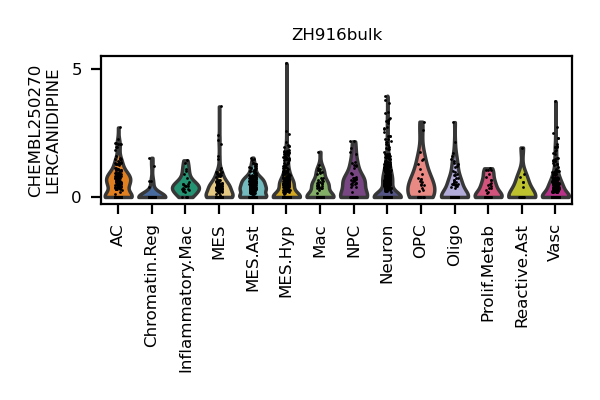 ZH916bulk
CHEMBL250270
LERCANIDIPINE
5
0
AC
Chromatin.Reg
Inflammatory.Mac
MES
MES.Ast
MES.Hyp
Mac
NPC
Neuron
OPC
Oligo
Prolif.Metab
Reactive.Ast
Vasc